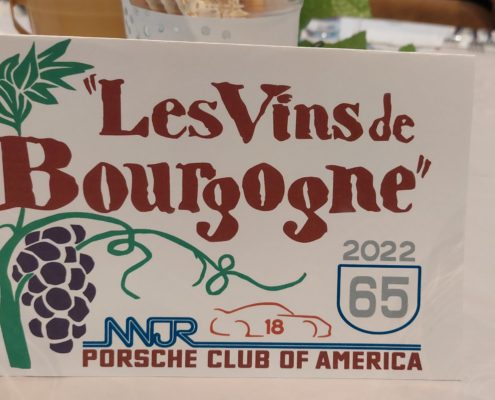 "Les Vins de
Bourgogne"
2022
65
NNJR
18
PORSCHE CLUB OF AMERICA